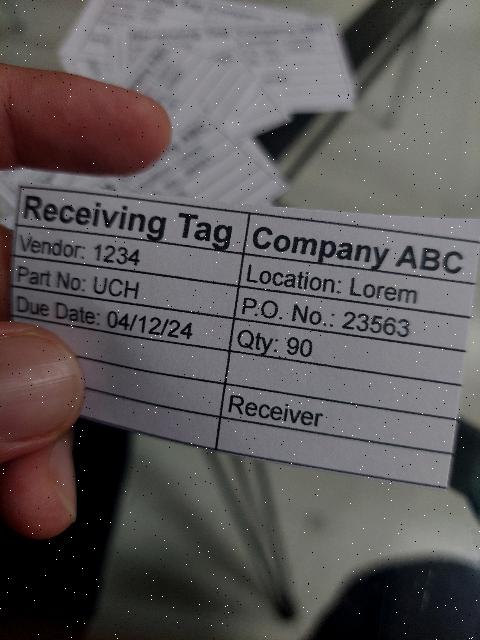 Receiving Tag Company ABC
Vendor: 1234 Location: Lorem
Part No: UCH P.O. No.: 23563
Due Date: 04/12/24 Qty: 90
Receiver